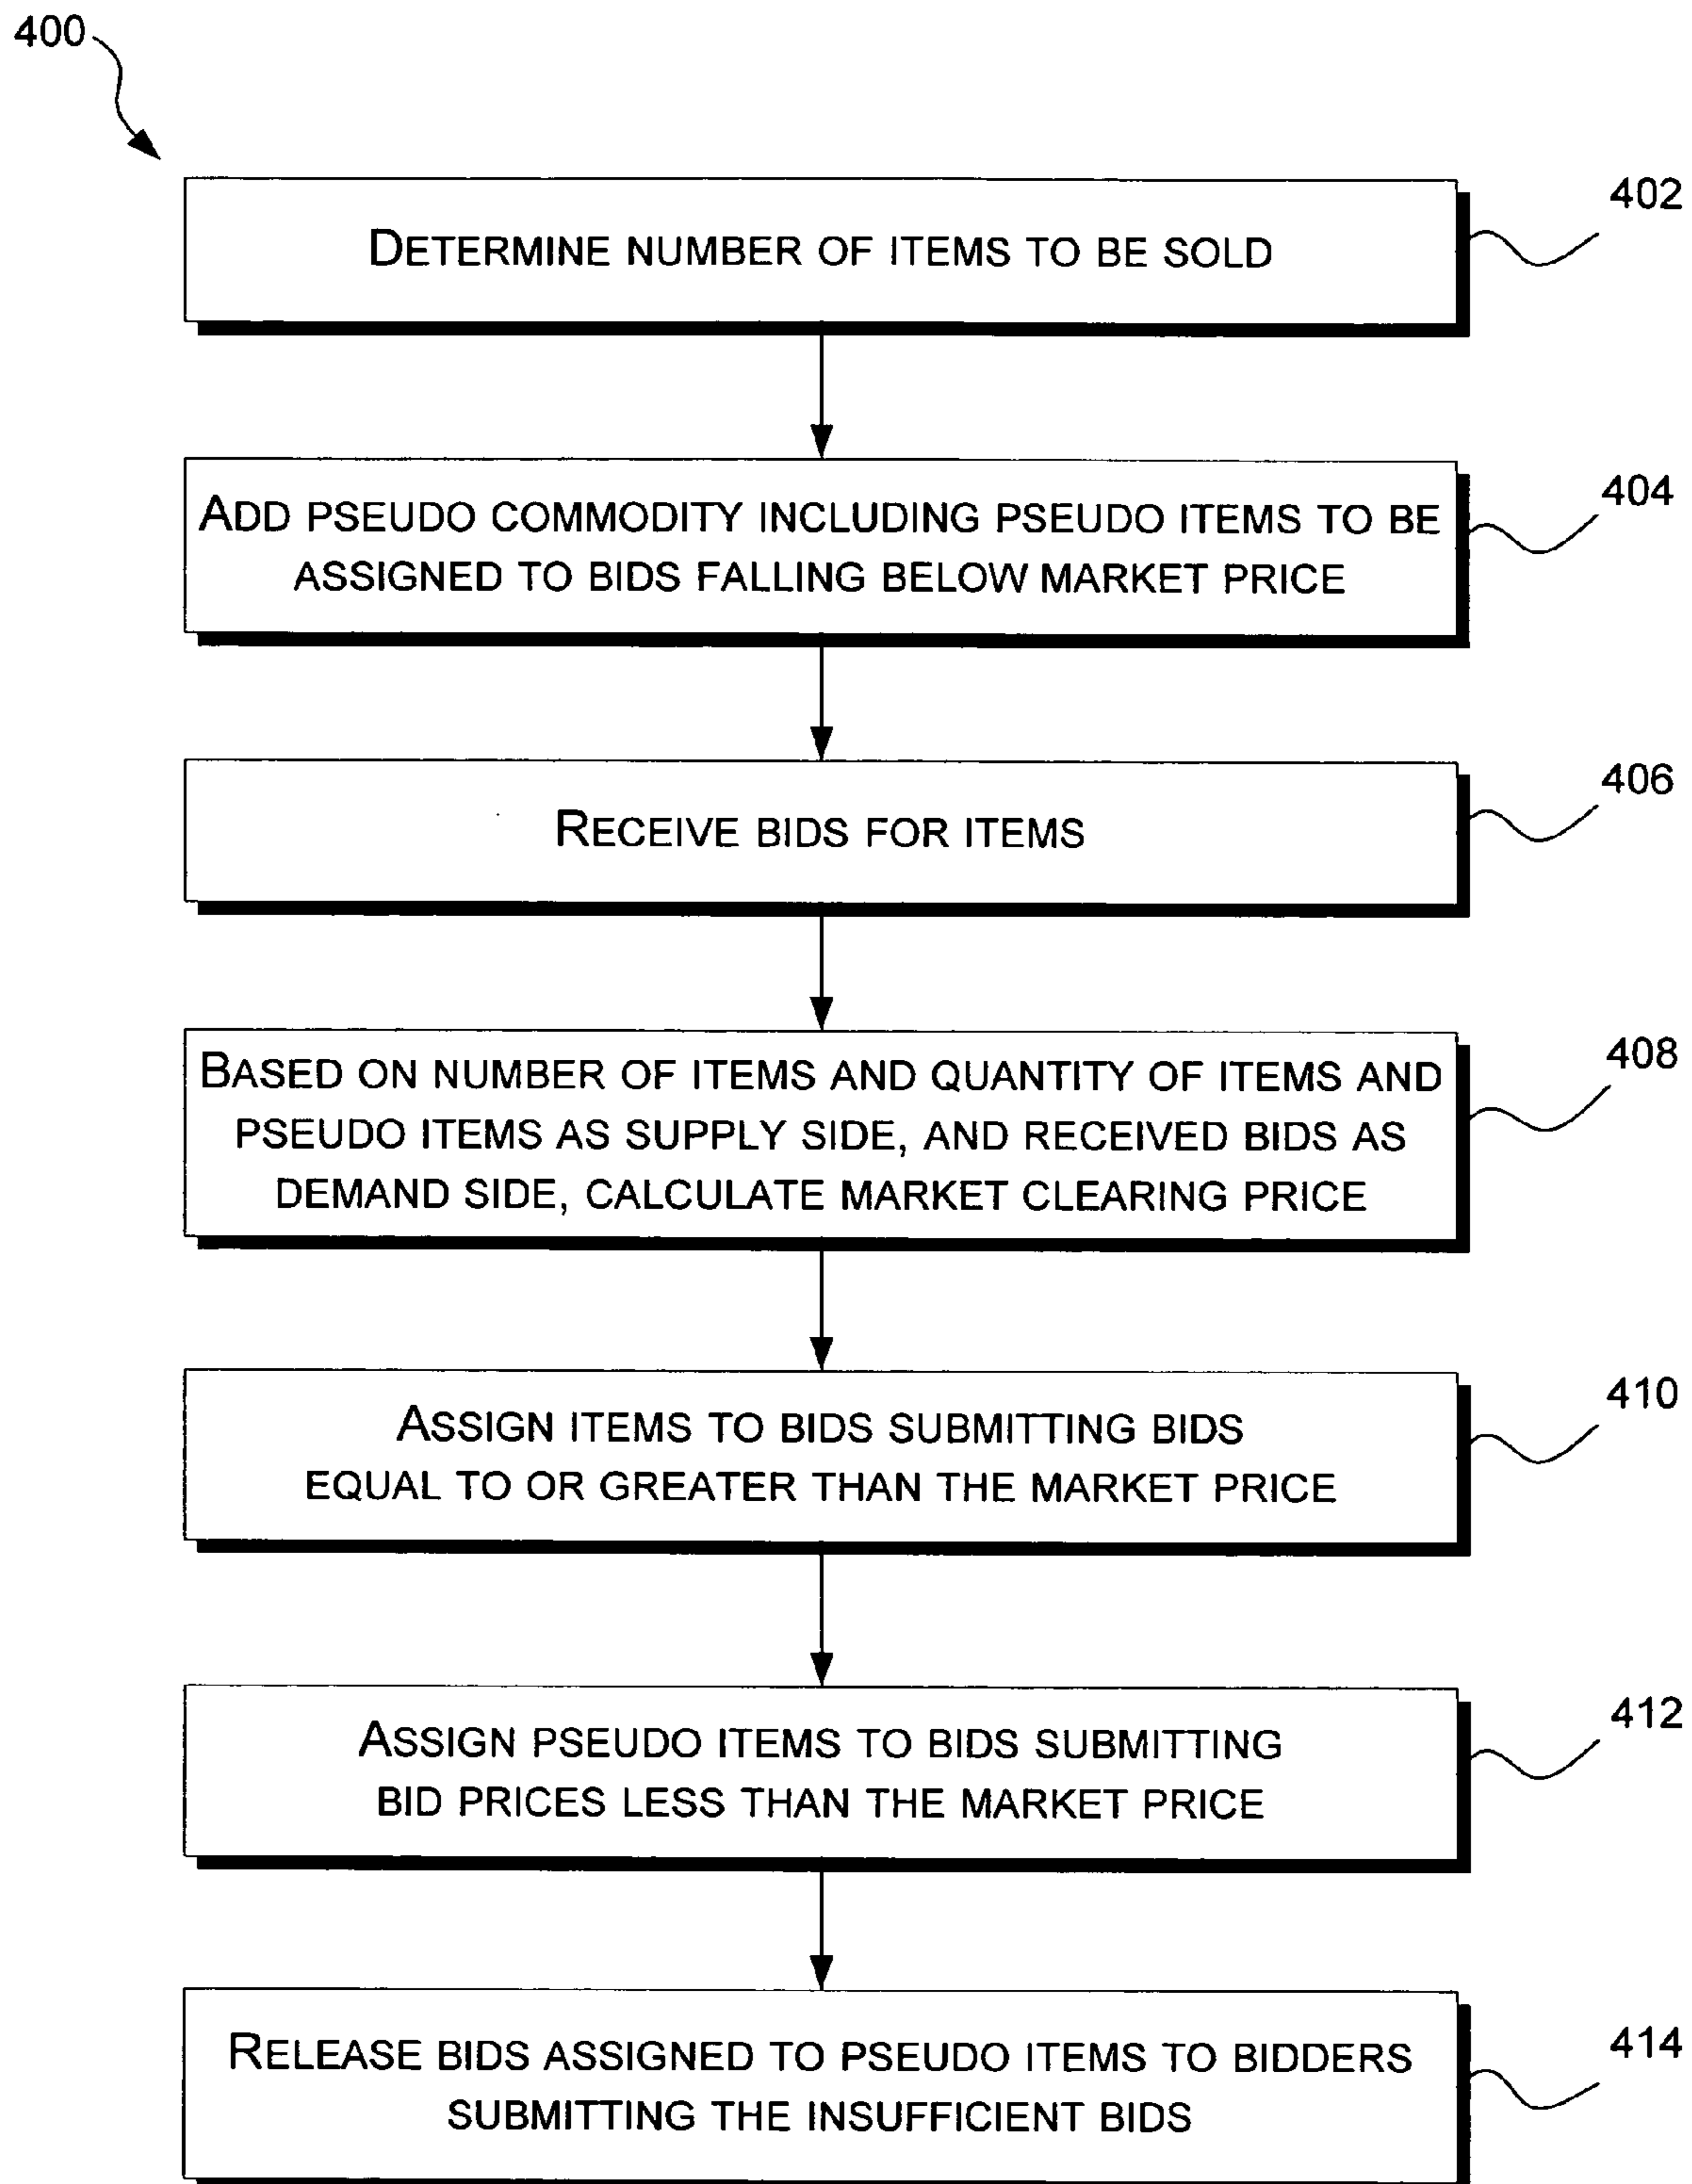 400
402
DETERMINE NUMBER OF ITEMS TO BE SOLD
404
ADD PSEUDO COMMODITY INCLUDING PSEUDO ITEMS TO BE
ASSIGNED TO BIDS FALLING BELOW MARKET PRICE
406
RECEIVE BIDS FOR ITEMS
408
BASED ON NUMBER OF ITEMS AND QUANTITY OF ITEMS AND
PSEUDO ITEMS AS SUPPLY SIDE, AND RECEIVED BIDS AS
DEMAND SIDE, CALCULATE MARKET CLEARING PRICE
410
ASSIGN ITEMS TO BIDS SUBMITTING BIDS
EQUAL TO OR GREATER THAN THE MARKET PRICE
412
ASSIGN PSEUDO ITEMS TO BIDS SUBMITTING
BID PRICES LESS THAN THE MARKET PRICE
414
RELEASE BIDS ASSIGNED TO PSEUDO ITEMS TO BIDDERS
SUBMITTING THE INSUFFICIENT BIDS